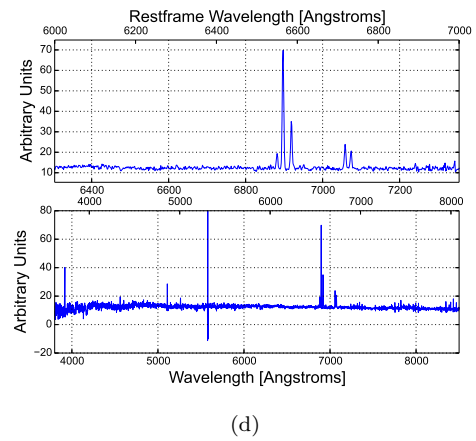 Restframe Wavelength [Angstroms]
6000 6200 6400 6600 6800 7000
Arbitrary Units
70
60
50
40
30
20
10
6400 6600 6800 7000 7200
4000 5000 6000 7000 8000
Arbitrary Units
80
60
40
20
0
−20
4000 5000 6000 7000 8000
Wavelength [Angstroms]
(d)